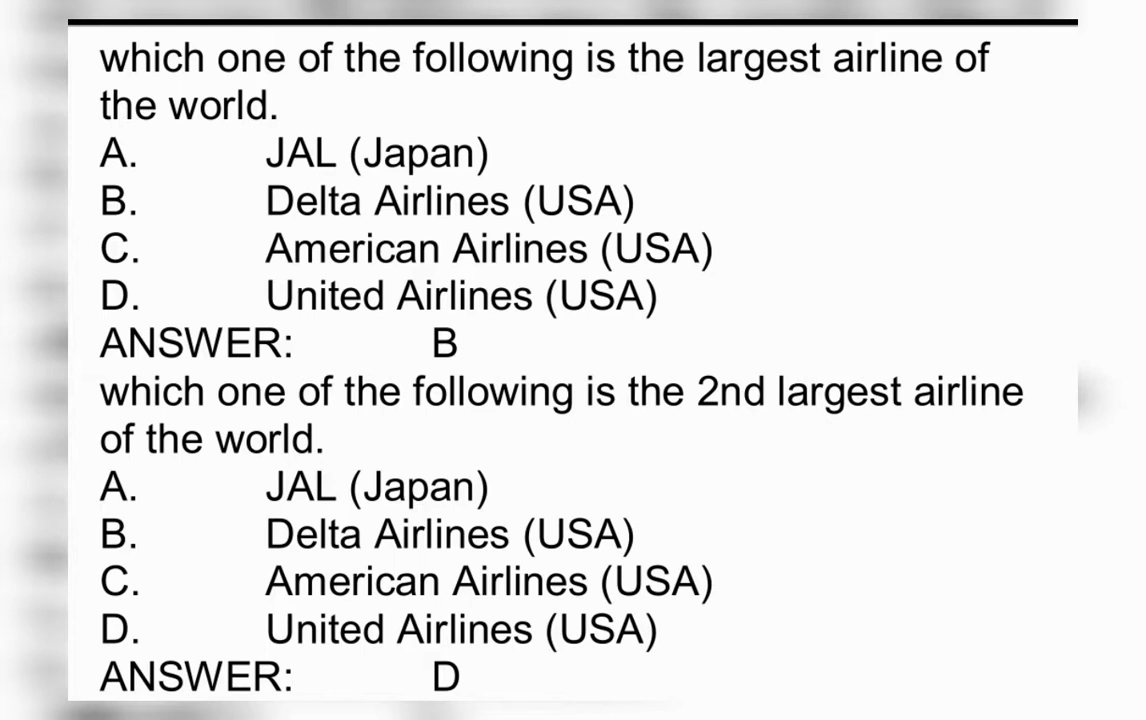 which one of the following is the largest airline of
the world.
A. JAL (Japan)
B. Delta Airlines (USA)
C. American Airlines (USA)
D. United Airlines (USA)
ANSWER: B
which one of the following is the 2nd largest airline
of the world.
A. JAL (Japan)
B. Delta Airlines (USA)
C. American Airlines (USA)
D. United Airlines (USA)
ANSWER: D